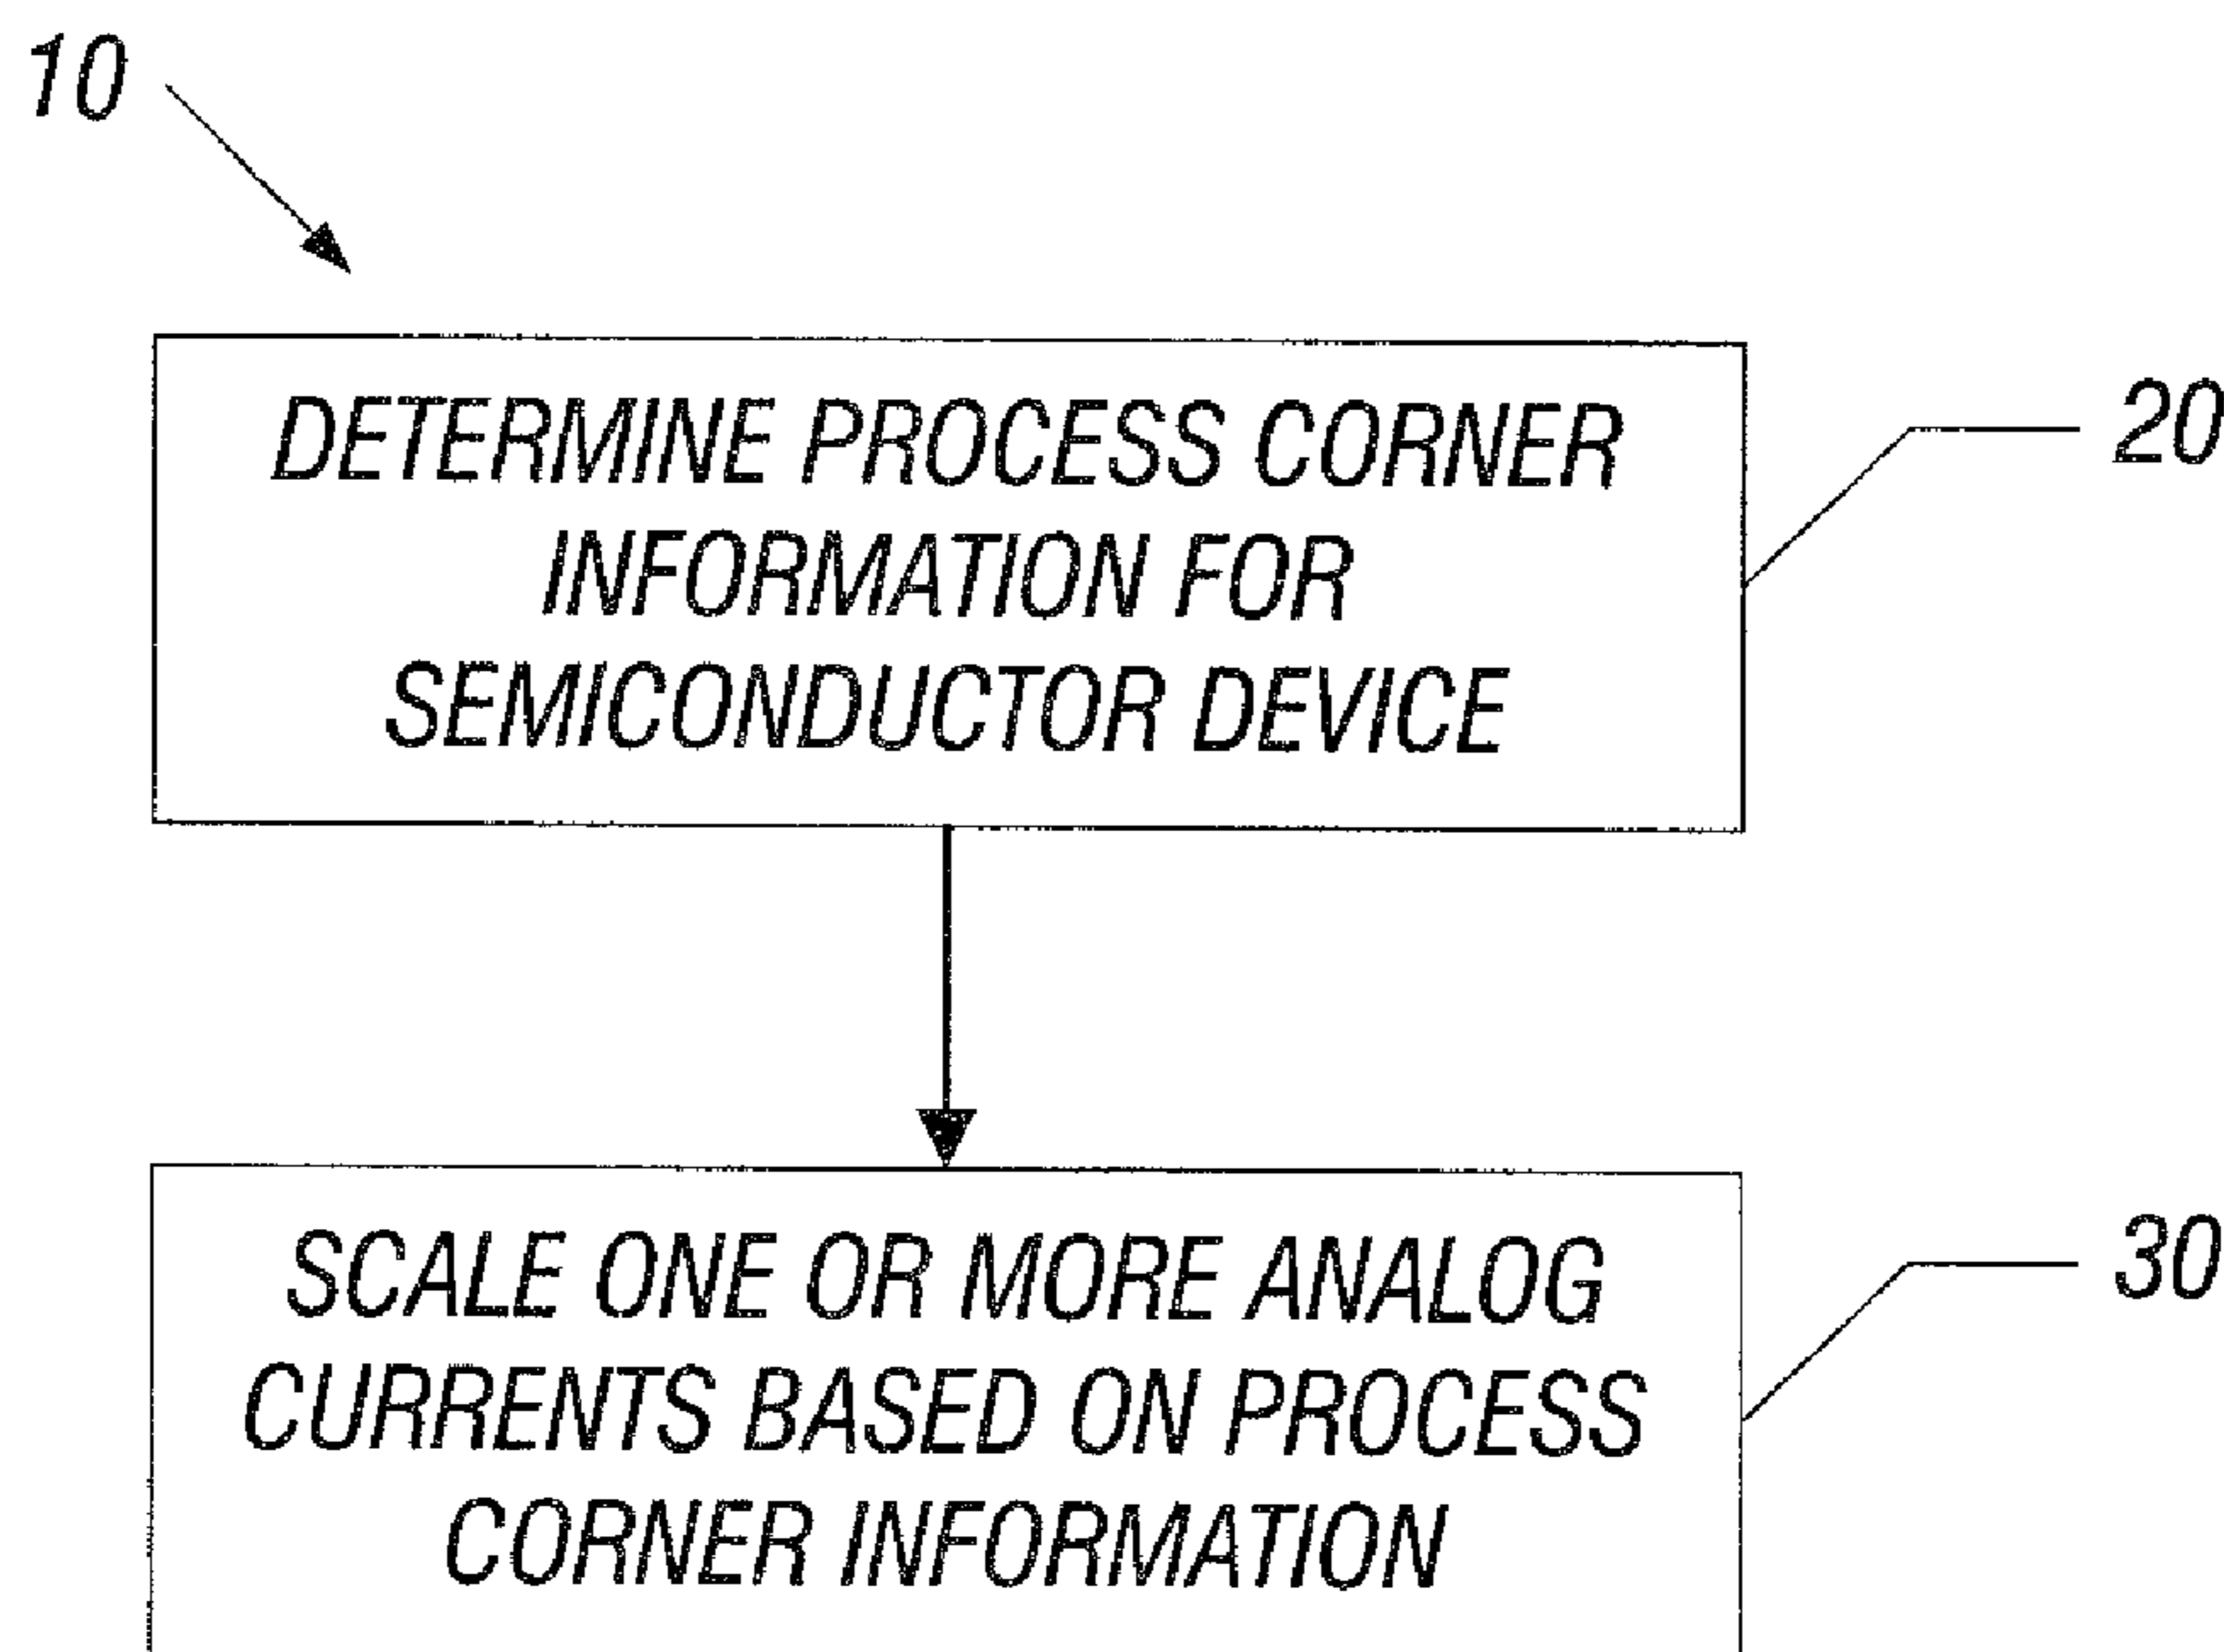 10
DETERMINE PROCESS CORNER
INFORMATION FOR
SEMICONDUCTOR DEVICE
20
SCALE ONE OR MORE ANALOG
CURRENTS BASED ON PROCESS
CORNER INFORMATION
30